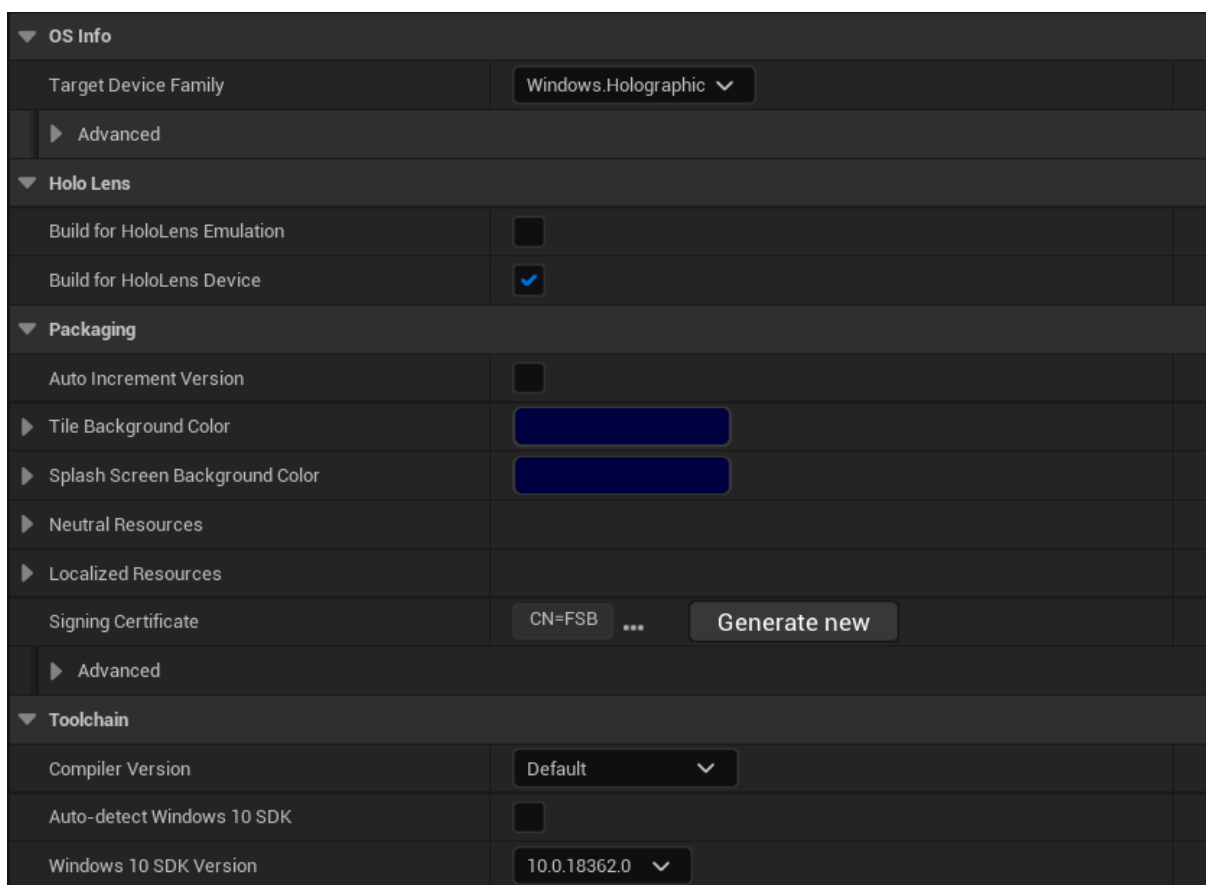 OS Info
Target Device Family Windows.Holographic
Advanced
Holo Lens
Build for HoloLens Emulation
Build for HoloLens Device
Packaging
Auto Increment Version
Tile Background Color
Splash Screen Background Color
Neutral Resources
Localized Resources
Signing Certificate CN=FSB ... Generate new
Advanced
Toolchain
Compiler Version Default
Auto-detect Windows 10 SDK
Windows 10 SDK Version 10.0.18362.0